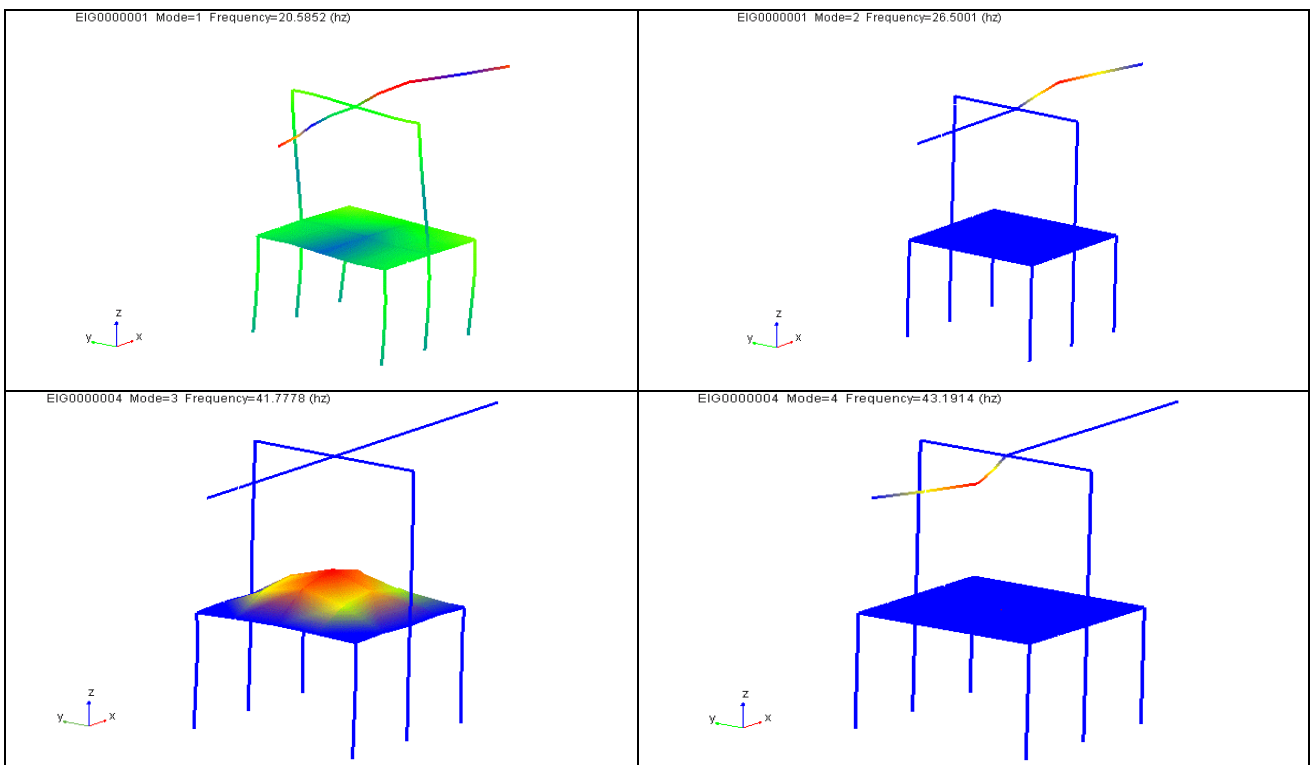 EIG0000001 Mode=1 Frequency=20.5852 (hz)
EIG0000001 Mode=2 Frequency=26.5001 (hz)
z
y
x
z
y
x
EIG0000004 Mode=3 Frequency=41.7778 (hz)
EIG0000004 Mode=4 Frequency=43.1914 (hz)
z
y
x
z
y
x